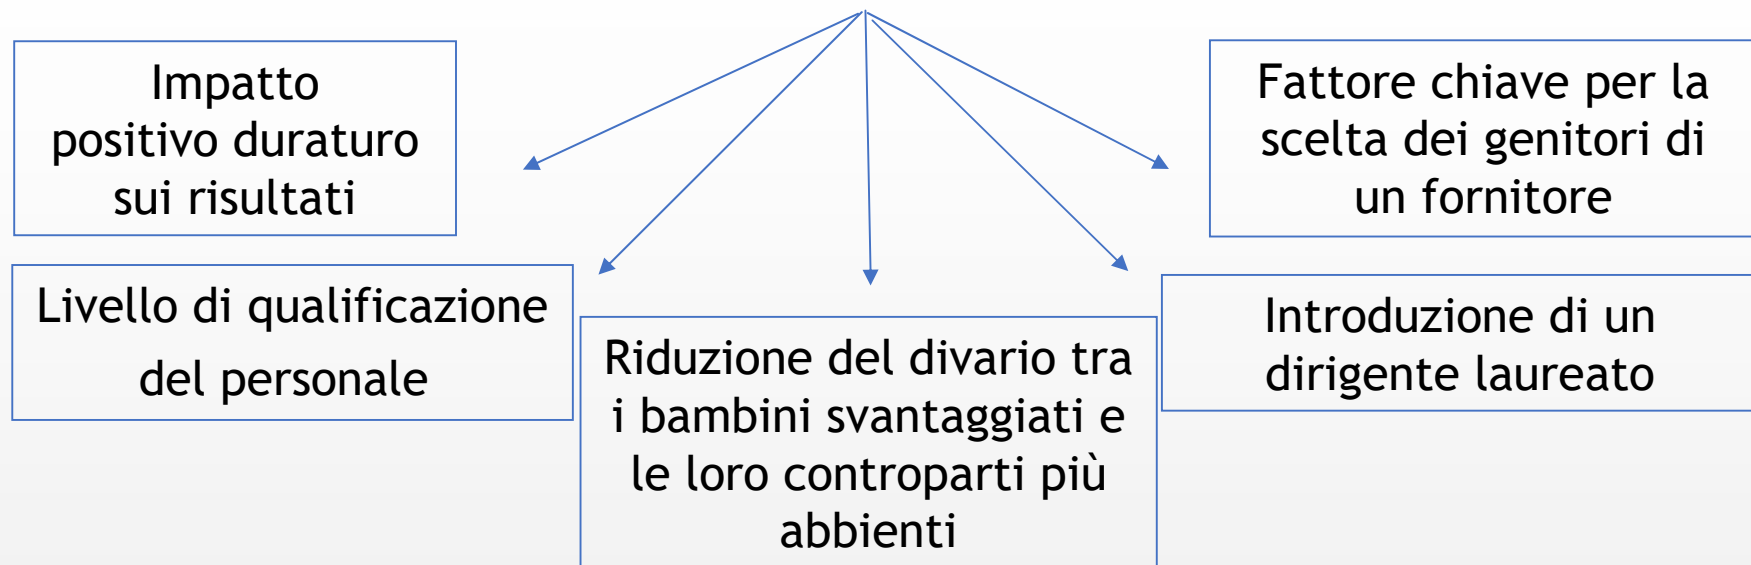 Impatto
positivo duraturo
sui risultati
Fattore chiave per la
scelta dei genitori di
un fornitore
Livello di qualificazione
del personale
Riduzione del divario tra
i bambini svantaggiati e
le loro controparti più
abbienti
Introduzione di un
dirigente laureato